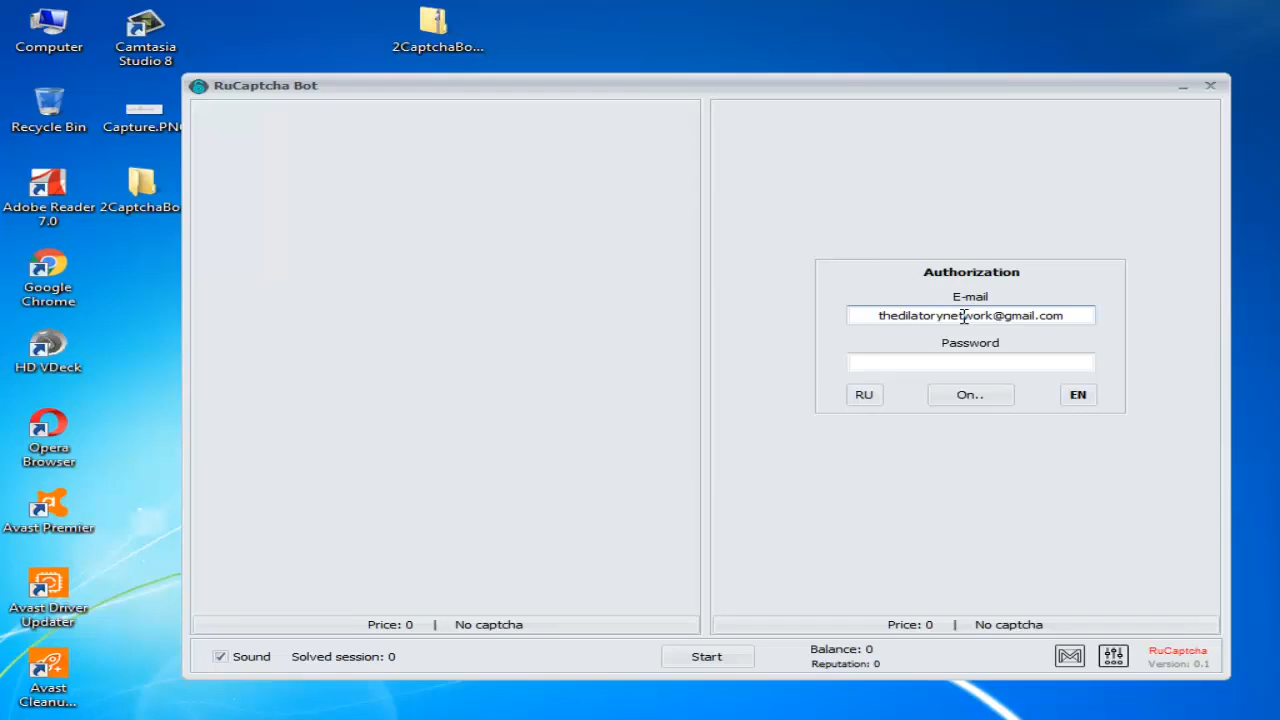 Computer
Camtasia
Studio 8
2CaptchaBo...
Recycle Bin
Capture.PN
Adobe Reader
7.0
2CaptchaBo
Google
Chrome
HD VDeck
Opera
Browser
Avast Premier
Avast Driver
Updater
Avast
Cleanu...
RuCaptcha Bot
Authorization
E-mail
thedilatorynetwork@gmail.com
Password
RU
On..
EN
Price: 0 | No captcha
Price: 0 | No captcha
Sound
Solved session: 0
Start
Balance: 0
Reputation: 0
RuCaptcha
Version: 0.1